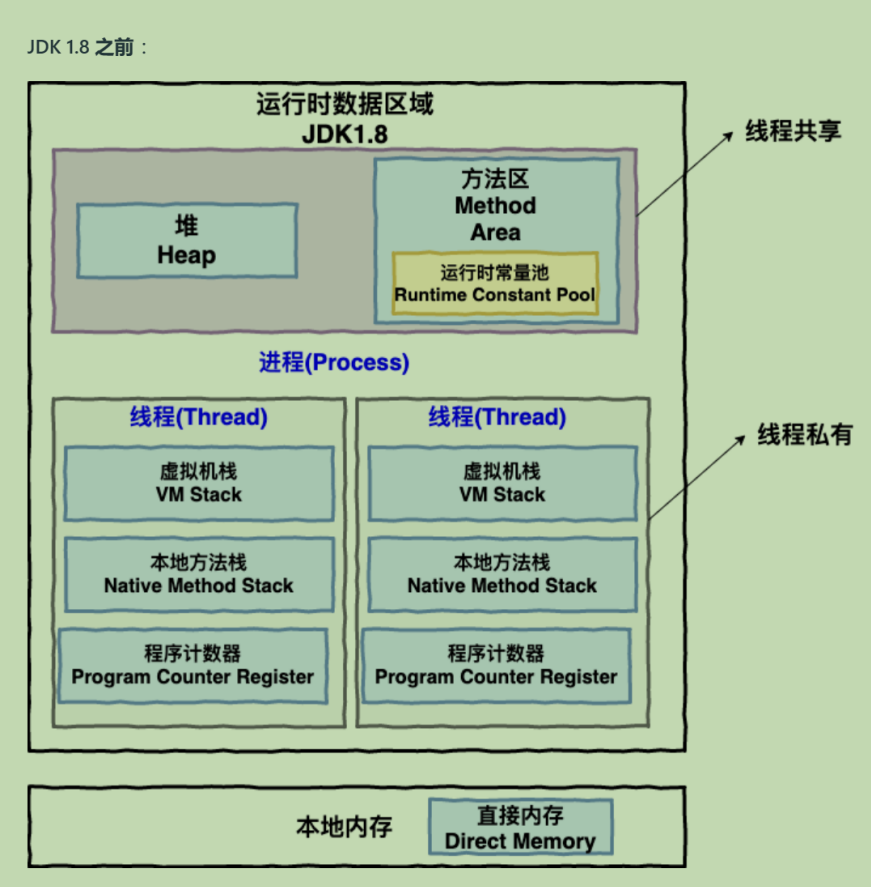 JDK 1.8 之前：
运行时数据区域
JDK1.8
线程共享
堆
Heap
方法区
Method
Area
运行时常量池
Runtime Constant Pool
进程(Process)
线程(Thread)
虚拟机栈
VM Stack
本地方法栈
Native Method Stack
程序计数器
Program Counter Register
线程(Thread)
虚拟机栈
VM Stack
本地方法栈
Native Method Stack
程序计数器
Program Counter Register
线程私有
本地内存
直接内存
Direct Memory